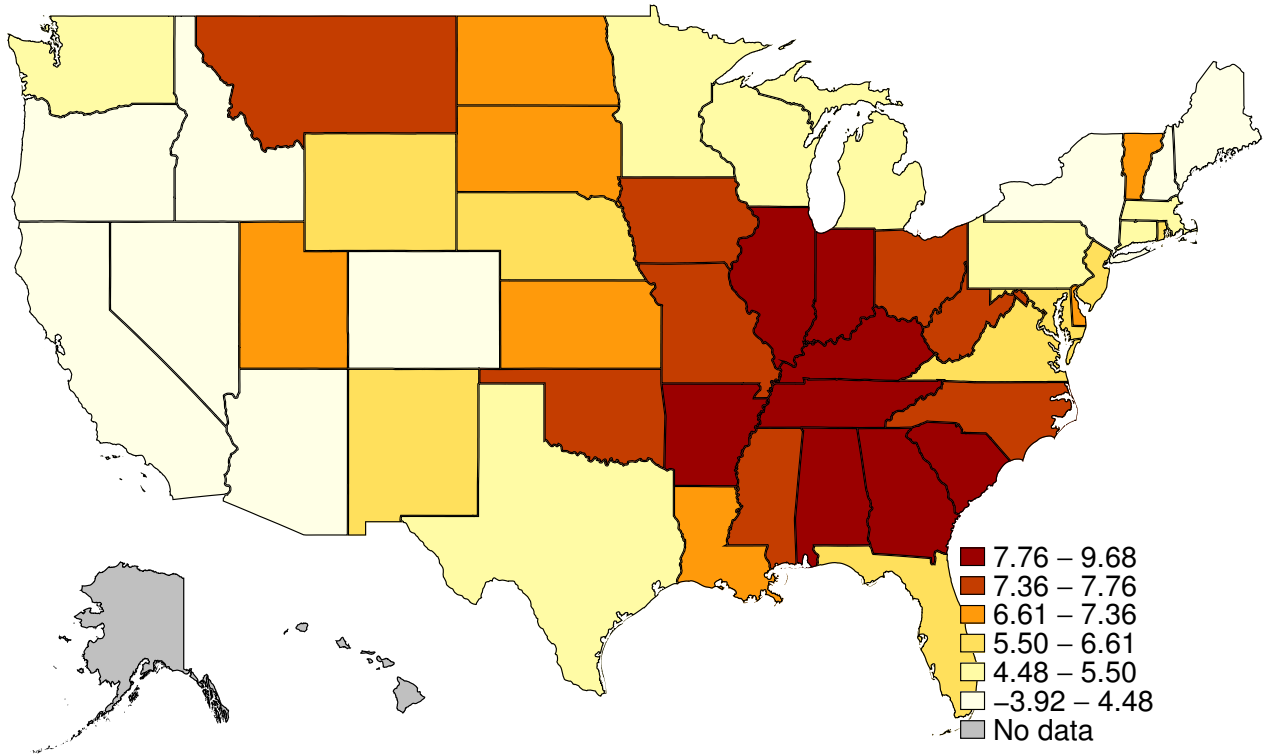 7.76 – 9.68
7.36 – 7.76
6.61 – 7.36
5.50 – 6.61
4.48 – 5.50
−3.92 – 4.48
No data